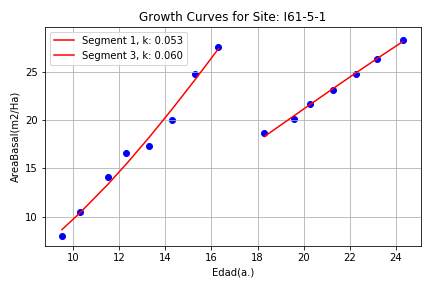 Growth Curves for Site: I61-5-1
Segment 1, k: 0.053
Segment 3, k: 0.060
AreaBasal(m2/Ha)
25
20
15
10
10 12 14 16 18 20 22 24
Edad(a.)